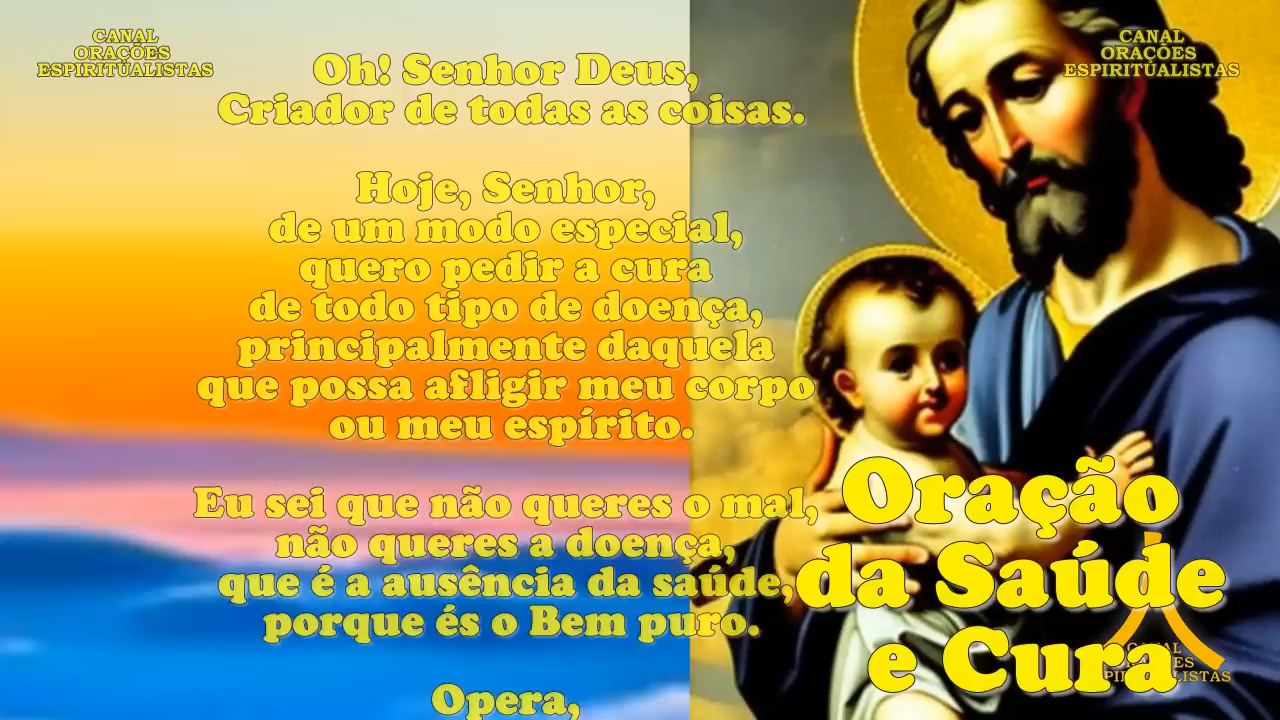 CANAL
ORAÇÕES
ESPIRITUALISTAS
Oh! Senhor Deus,
Criador de todas as coisas.
Hoje, Senhor,
de um modo especial,
quero pedir a cura
de todo tipo de doença,
principalmente daquela
que possa afligir meu corpo
ou meu espírito.
Eu sei que não queres o mal,
não queres a doença,
que é a ausência da saúde,
porque és o Bem puro.
Opera,
CANAL
ORAÇÕES
ESPIRITUALISTAS
Oração
da Saúde
e Cura